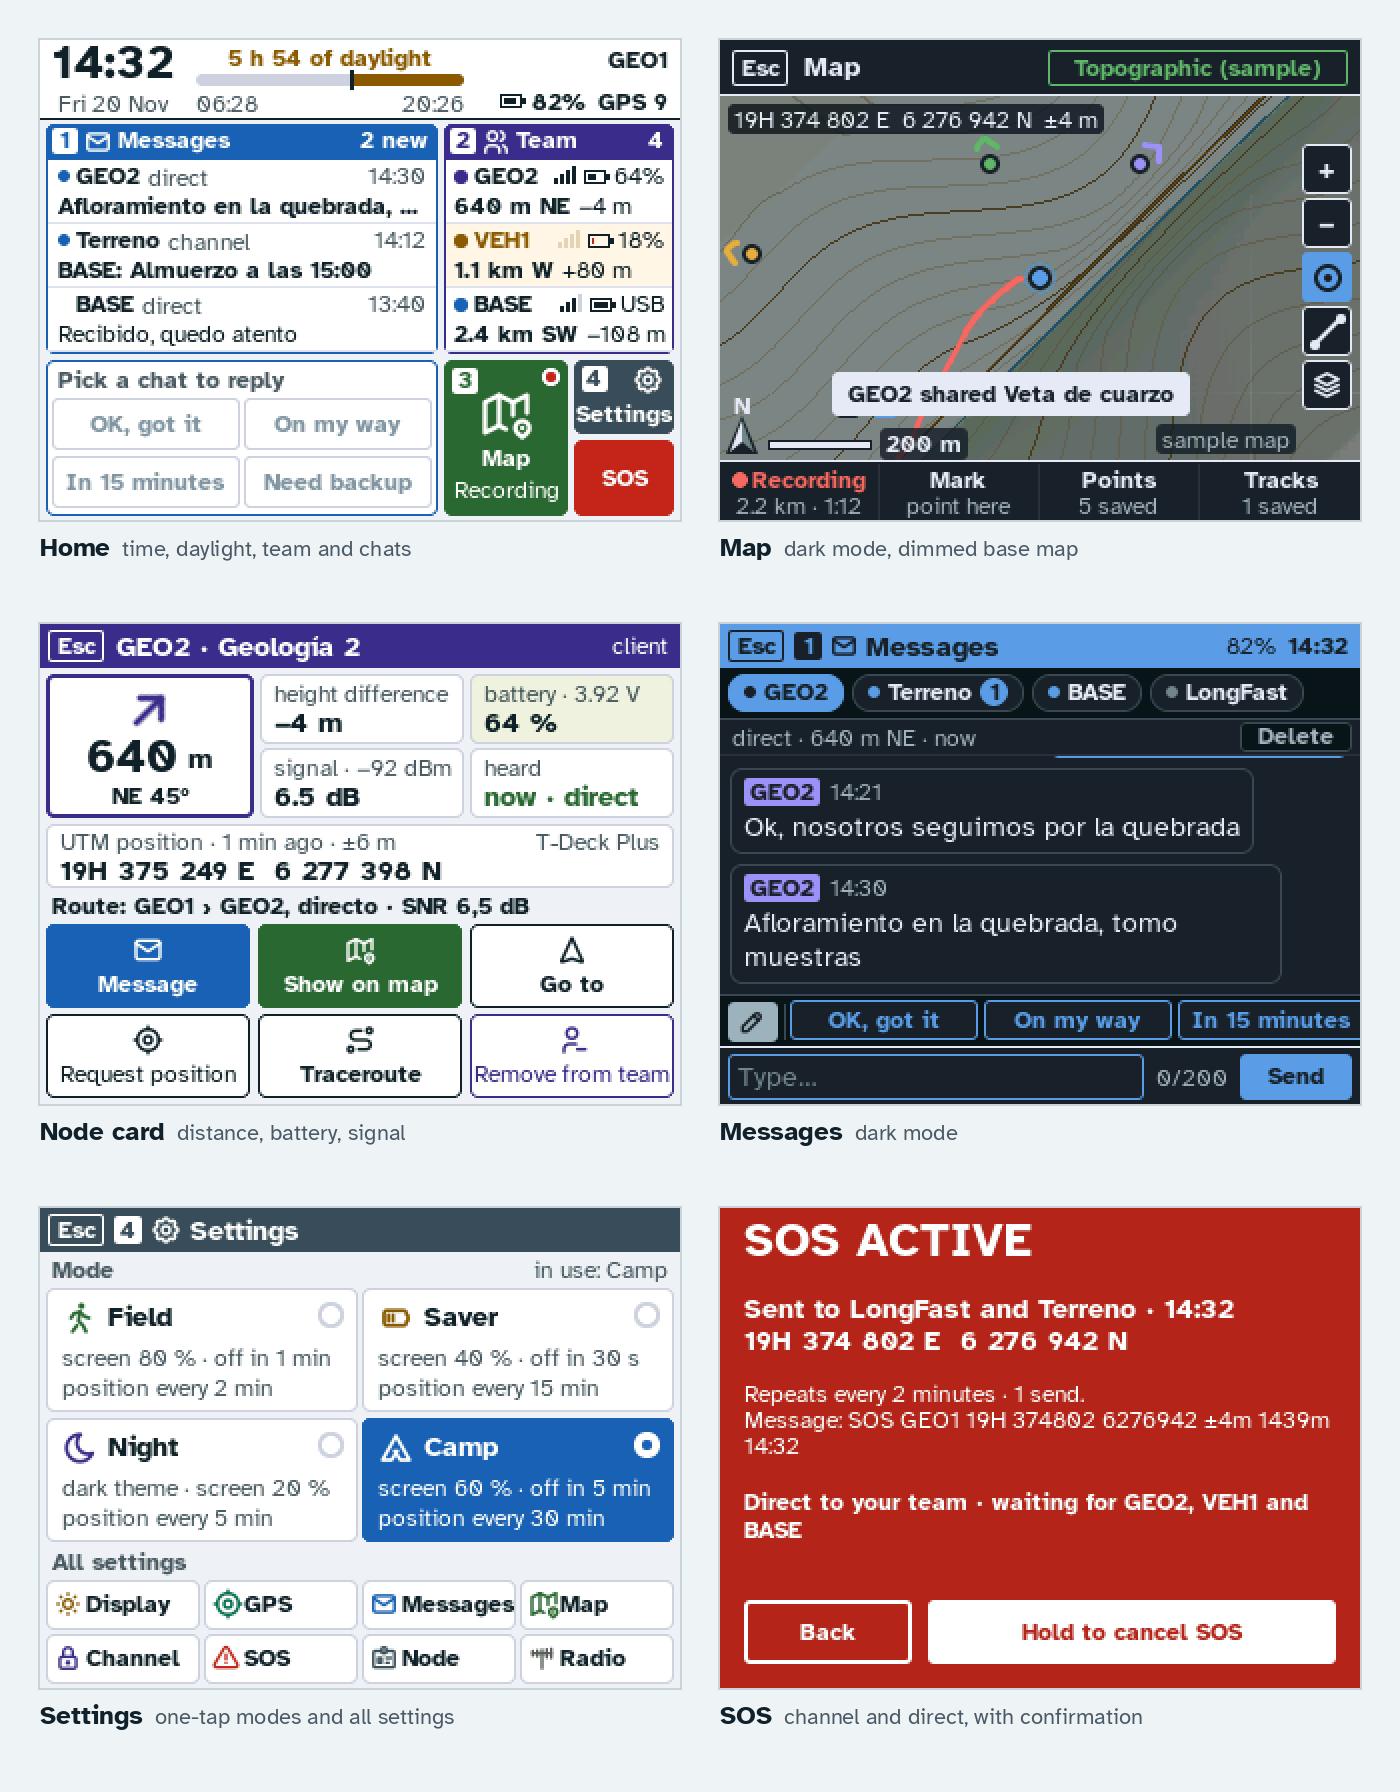 14:32
5 h 54 of daylight
GEO1
Fri 20 Nov
06:28
20:26
82% GPS 9
1 Messages 2 new
GEO2 direct 14:30
Afloramiento en la quebrada, ...
Terreno channel 14:12
BASE: Almuerzo a las 15:00
BASE direct 13:40
Recibido, quedo atento
2 Team 4
GEO2 64%
640 m NE −4 m
VEH1 18%
1.1 km W +80 m
BASE USB
2.4 km SW −108 m
Pick a chat to reply
OK, got it
On my way
In 15 minutes
Need backup
3
Map
Recording
4
Settings
SOS
Home time, daylight, team and chats
Esc Map Topographic (sample)
19H 374 802 E 6 276 942 N ±4 m
+
−
GEO2 shared Veta de cuarzo
N
200 m
sample map
Recording
2.2 km · 1:12
Mark
point here
Points
5 saved
Tracks
1 saved
Map dark mode, dimmed base map
Esc GEO2 · Geología 2 client
640 m
NE 45°
height difference
−4 m
battery · 3.92 V
64 %
signal · −92 dBm
6.5 dB
heard
now · direct
UTM position · 1 min ago · ±6 m T-Deck Plus
19H 375 249 E 6 277 398 N
Route: GEO1 › GEO2, directo · SNR 6,5 dB
Message
Show on map
Go to
Request position
Traceroute
Remove from team
Node card distance, battery, signal
Esc 1 Messages 82% 14:32
GEO2
Terreno 1
BASE
LongFast
direct · 640 m NE · now Delete
GEO2 14:21
Ok, nosotros seguimos por la quebrada
GEO2 14:30
Afloramiento en la quebrada, tomo
muestras
OK, got it
On my way
In 15 minutes
Type... 0/200 Send
Messages dark mode
Esc 4 Settings
Mode in use: Camp
Field
screen 80 % · off in 1 min
position every 2 min
Saver
screen 40 % · off in 30 s
position every 15 min
Night
dark theme · screen 20 %
position every 5 min
Camp
screen 60 % · off in 5 min
position every 30 min
All settings
Display
GPS
Messages
Map
Channel
SOS
Node
Radio
Settings one-tap modes and all settings
SOS ACTIVE
Sent to LongFast and Terreno · 14:32
19H 374 802 E 6 276 942 N
Repeats every 2 minutes · 1 send.
Message: SOS GEO1 19H 374802 6276942 ±4m 1439m
14:32
Direct to your team · waiting for GEO2, VEH1 and
BASE
Back
Hold to cancel SOS
SOS channel and direct, with confirmation